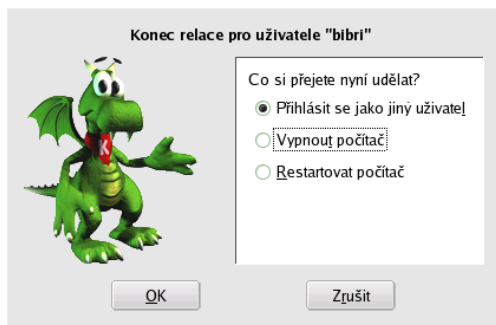 Konec relace pro uživatele "bibri"
Co si přejete nyní udělat?
Přihlásit se jako jiný uživatel
Vypnout počítač
Restartovat počítač
K
OK
Zrušit